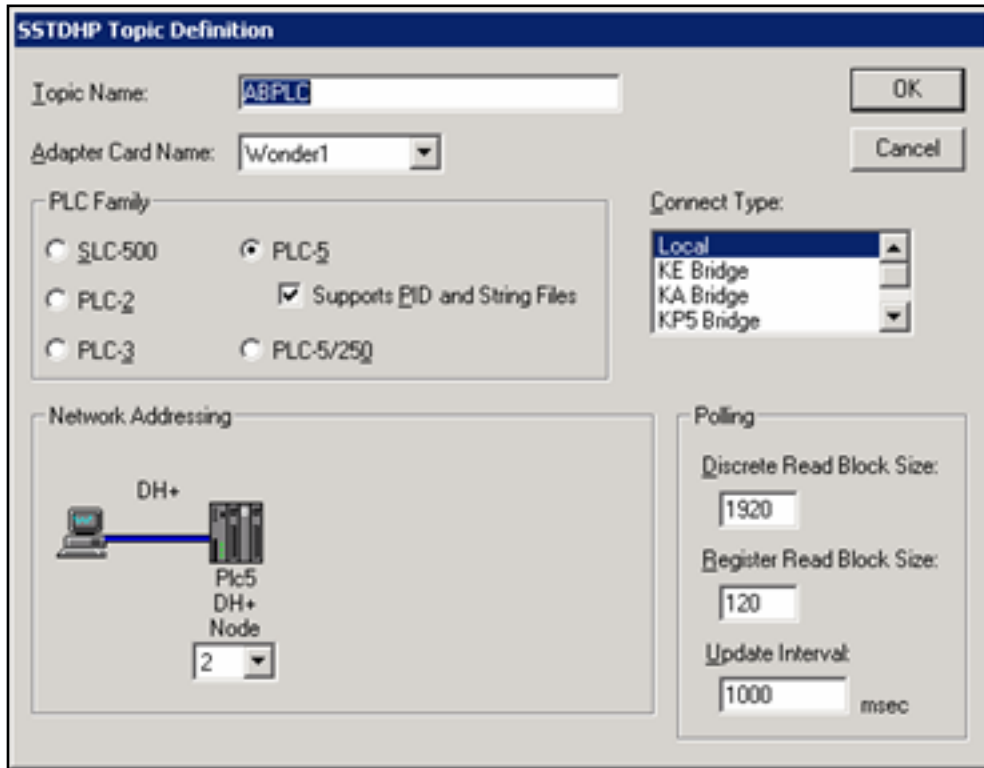 SSTDHP Topic Definition
Topic Name:
ABPLC
OK
Adapter Card Name:
Wonder1
Cancel
PLC Family
SLC-500
PLC-5
Supports PID and String Files
PLC-2
PLC-3
PLC-5/250
Connect Type:
Local
KE Bridge
KA Bridge
KP5 Bridge
Network Addressing
DH+
Plc5
DH+
Node
2
Polling
Discrete Read Block Size:
1920
Register Read Block Size:
120
Update Interval:
1000 msec